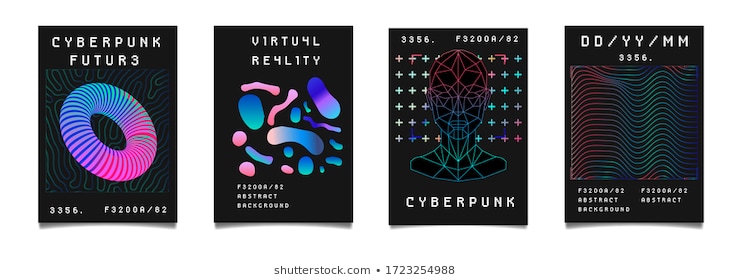 CYBERPUNK
FUTUR3
3356. F3200A/82
V1RTU4L
RE4LITY
F3200A/82
ABSTRACT
BACKGROUND
3356. F3200A/82
CYBERPUNK
DD/YY/MM
3356.
F3200A/82 F3200A/82
ABSTRACT ABSTRACT
BACKGROUND
shutterstock.com • 1723254988